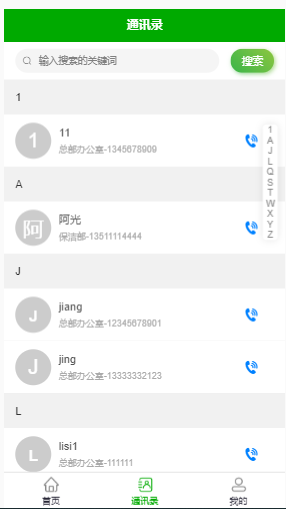 通讯录
输入搜索的关键词
搜索
1
1
11
总部办公室-1345678909
A
阿
阿光
保洁部-13511114444
J
J
jiang
总部办公室-12345678901
J
jing
总部办公室-13333332123
L
L
lisi1
总部办公室-111111
1
A
J
L
Q
S
T
W
X
Y
Z
首页
通讯录
我的